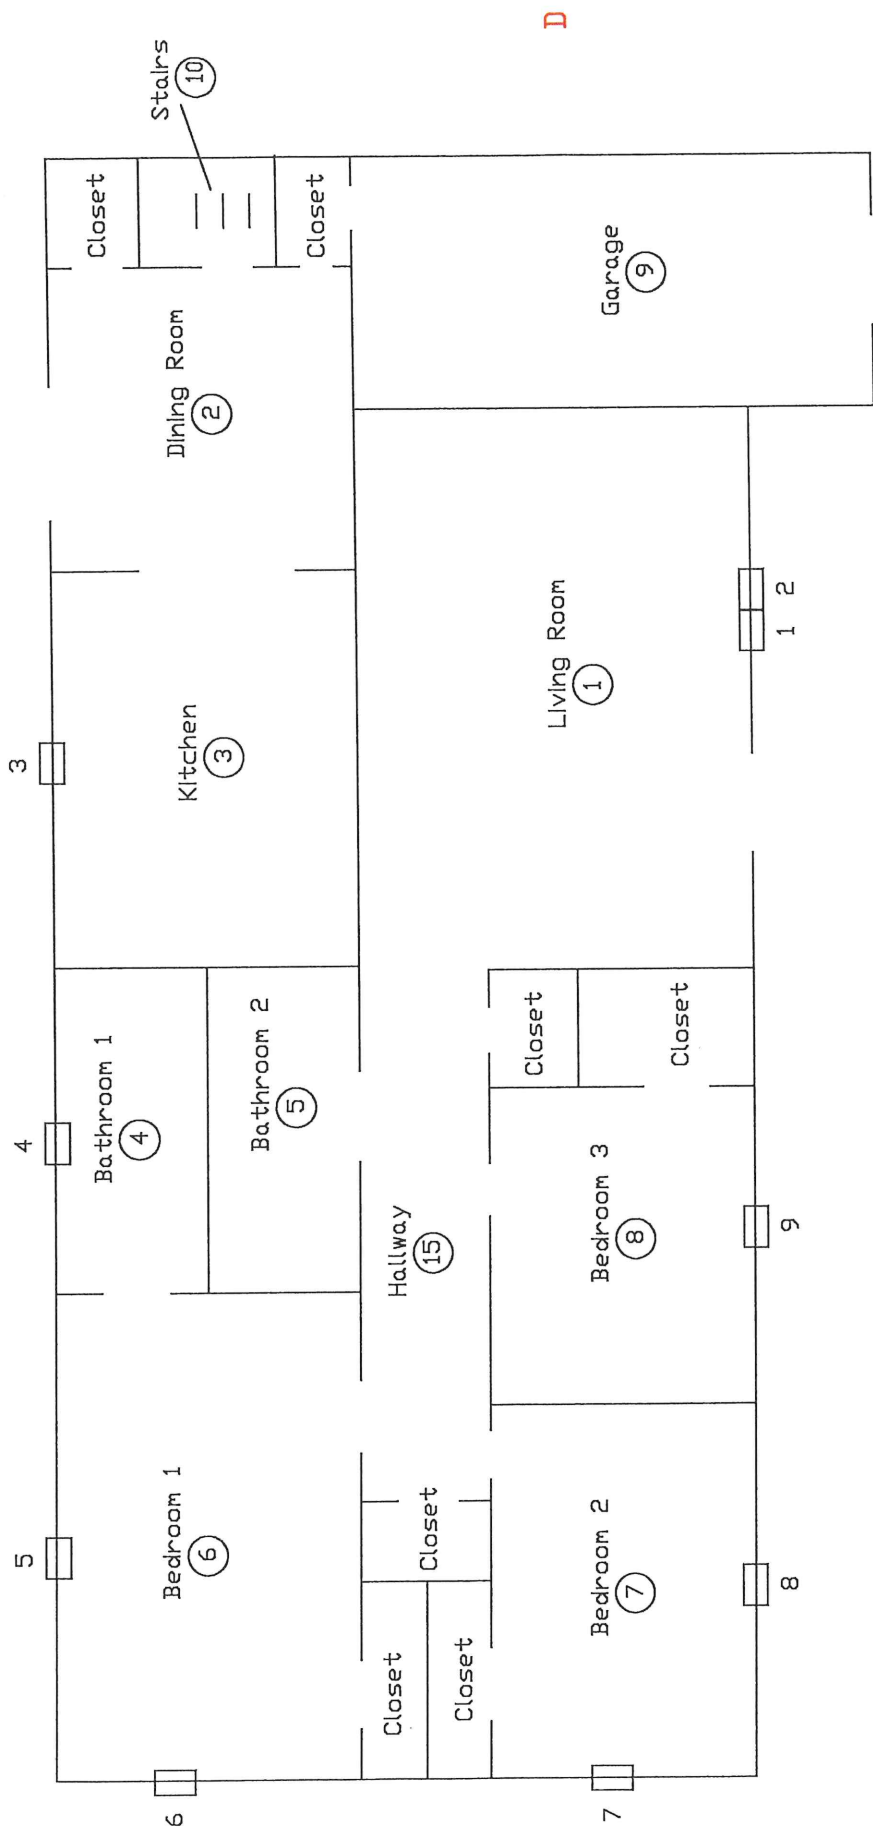 D
Stairs
10
Closet
Closet
Dining Room
2
Garage
9
Kitchen
3
3
Living Room
1
1
2
Bathroom 1
4
4
Bathroom 2
5
Closet
Closet
Hallway
15
Bedroom 3
8
9
Bedroom 1
6
5
6
Closet
Closet
Closet
Bedroom 2
7
8
7